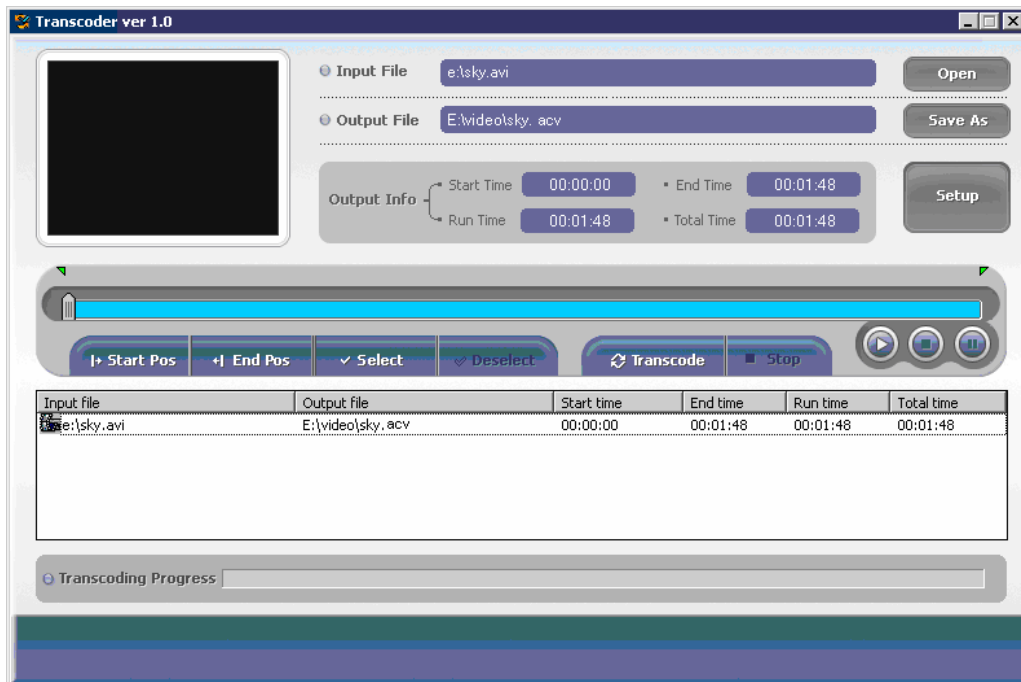 Transcoder ver 1.0
Input File e:\sky.avi Open
Output File E:\video\sky. acv Save As
Output Info Start Time 00:00:00 End Time 00:01:48 Setup
Run Time 00:01:48 Total Time 00:01:48
Start Pos End Pos Select Deselect Transcode Stop
Input file Output file Start time End time Run time Total time
e:\sky.avi E:\video\sky. acv 00:00:00 00:01:48 00:01:48 00:01:48
Transcoding Progress